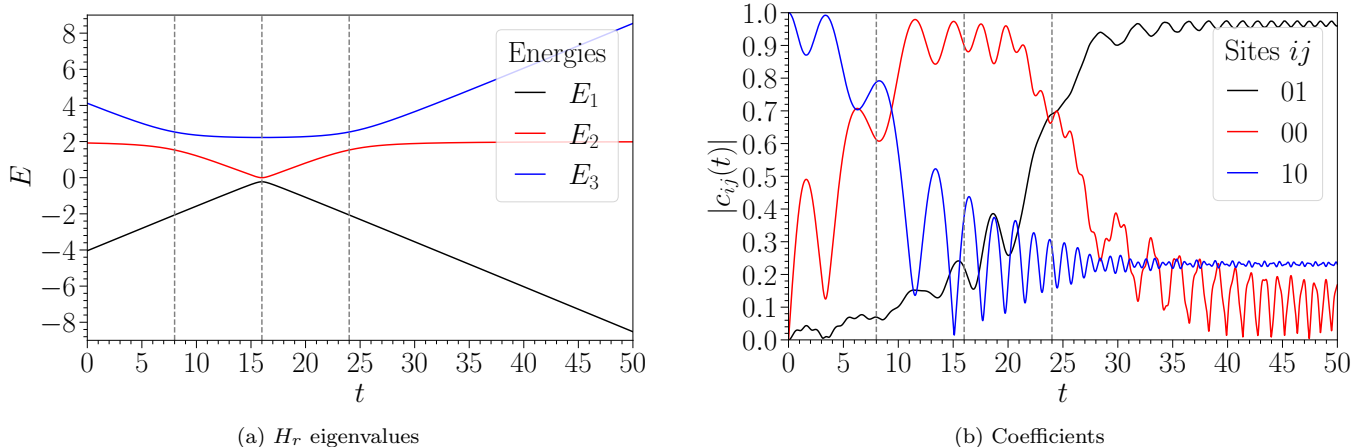 8
6
4
2
0
−2
−4
−6
−8
E
0 5 10 15 20 25 30 35 40 45 50
t
Energies
E₁
E₂
E₃
(a) Hᵣ eigenvalues
1.0
0.9
0.8
0.7
0.6
0.5
0.4
0.3
0.2
0.1
0.0
|cᵢⱼ(t)|
0 5 10 15 20 25 30 35 40 45 50
t
Sites ij
01
00
10
(b) Coefficients